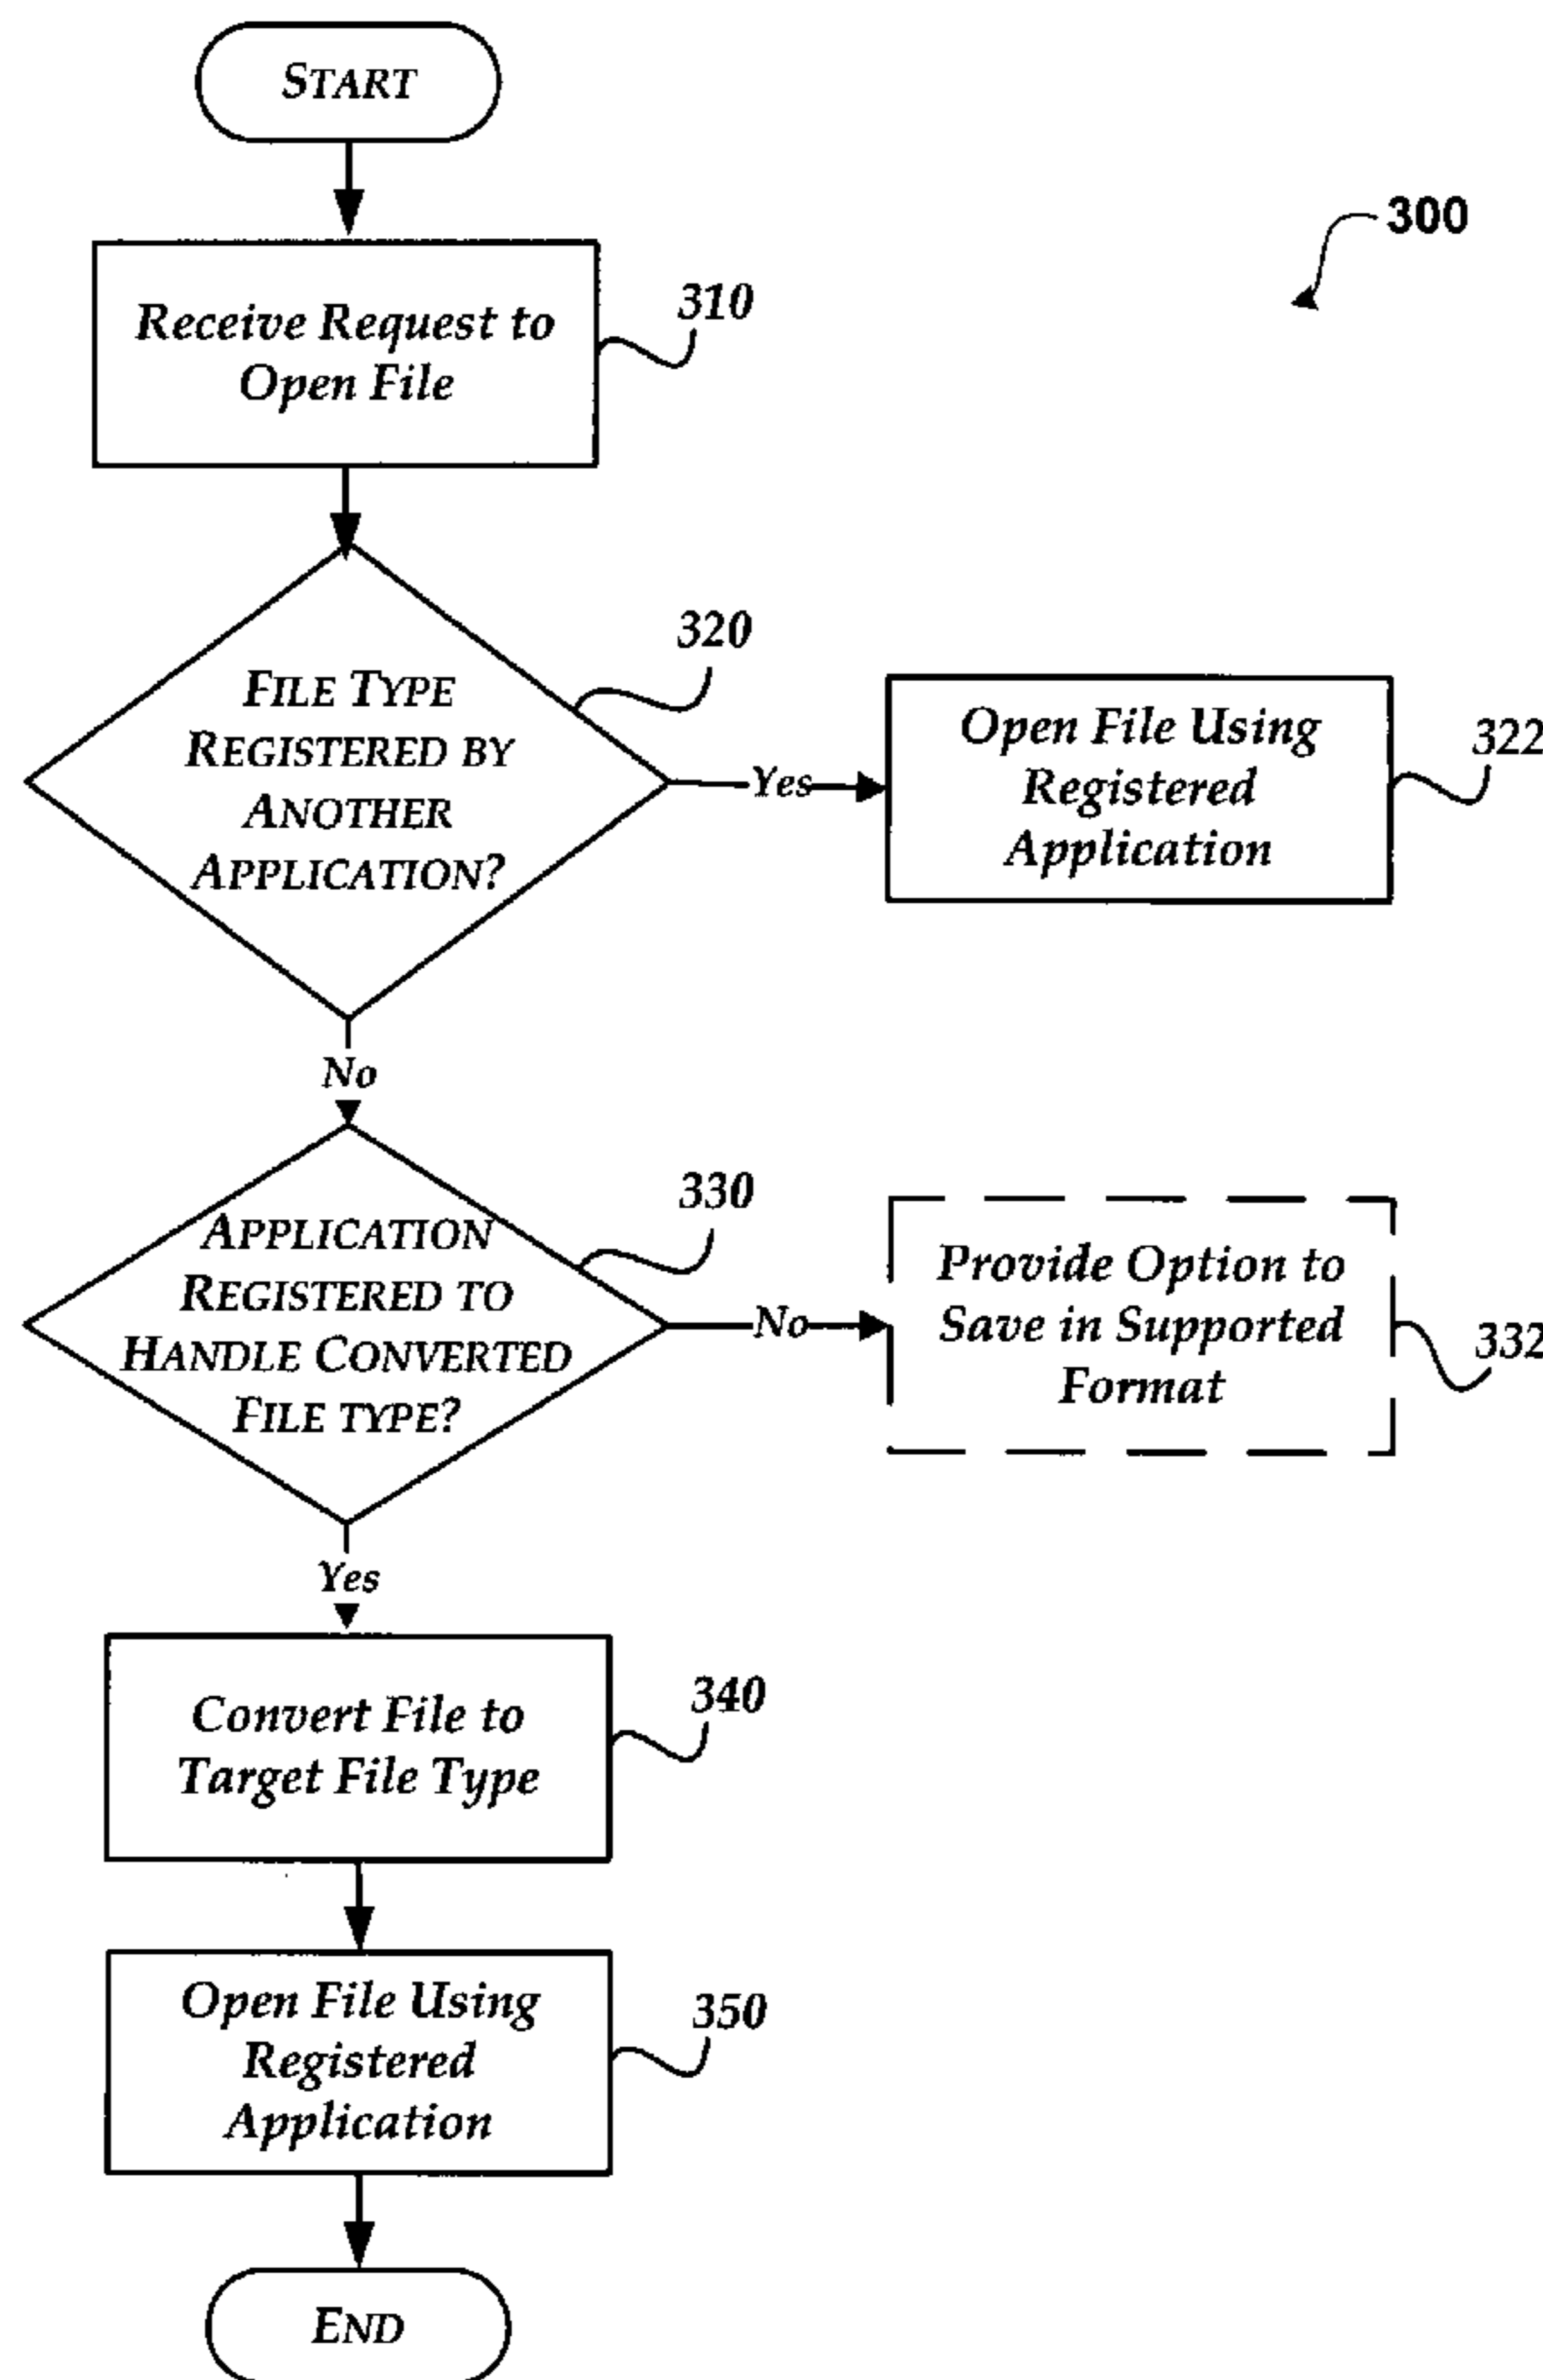 START
300
Receive Request to
Open File
310
FILE TYPE
REGISTERED BY
ANOTHER
APPLICATION?
320
Yes
Open File Using
Registered
Application
322
No
APPLICATION
REGISTERED TO
HANDLE CONVERTED
FILE TYPE?
330
No
Provide Option to
Save in Supported
Format
332
Yes
Convert File to
Target File Type
340
Open File Using
Registered
Application
350
END